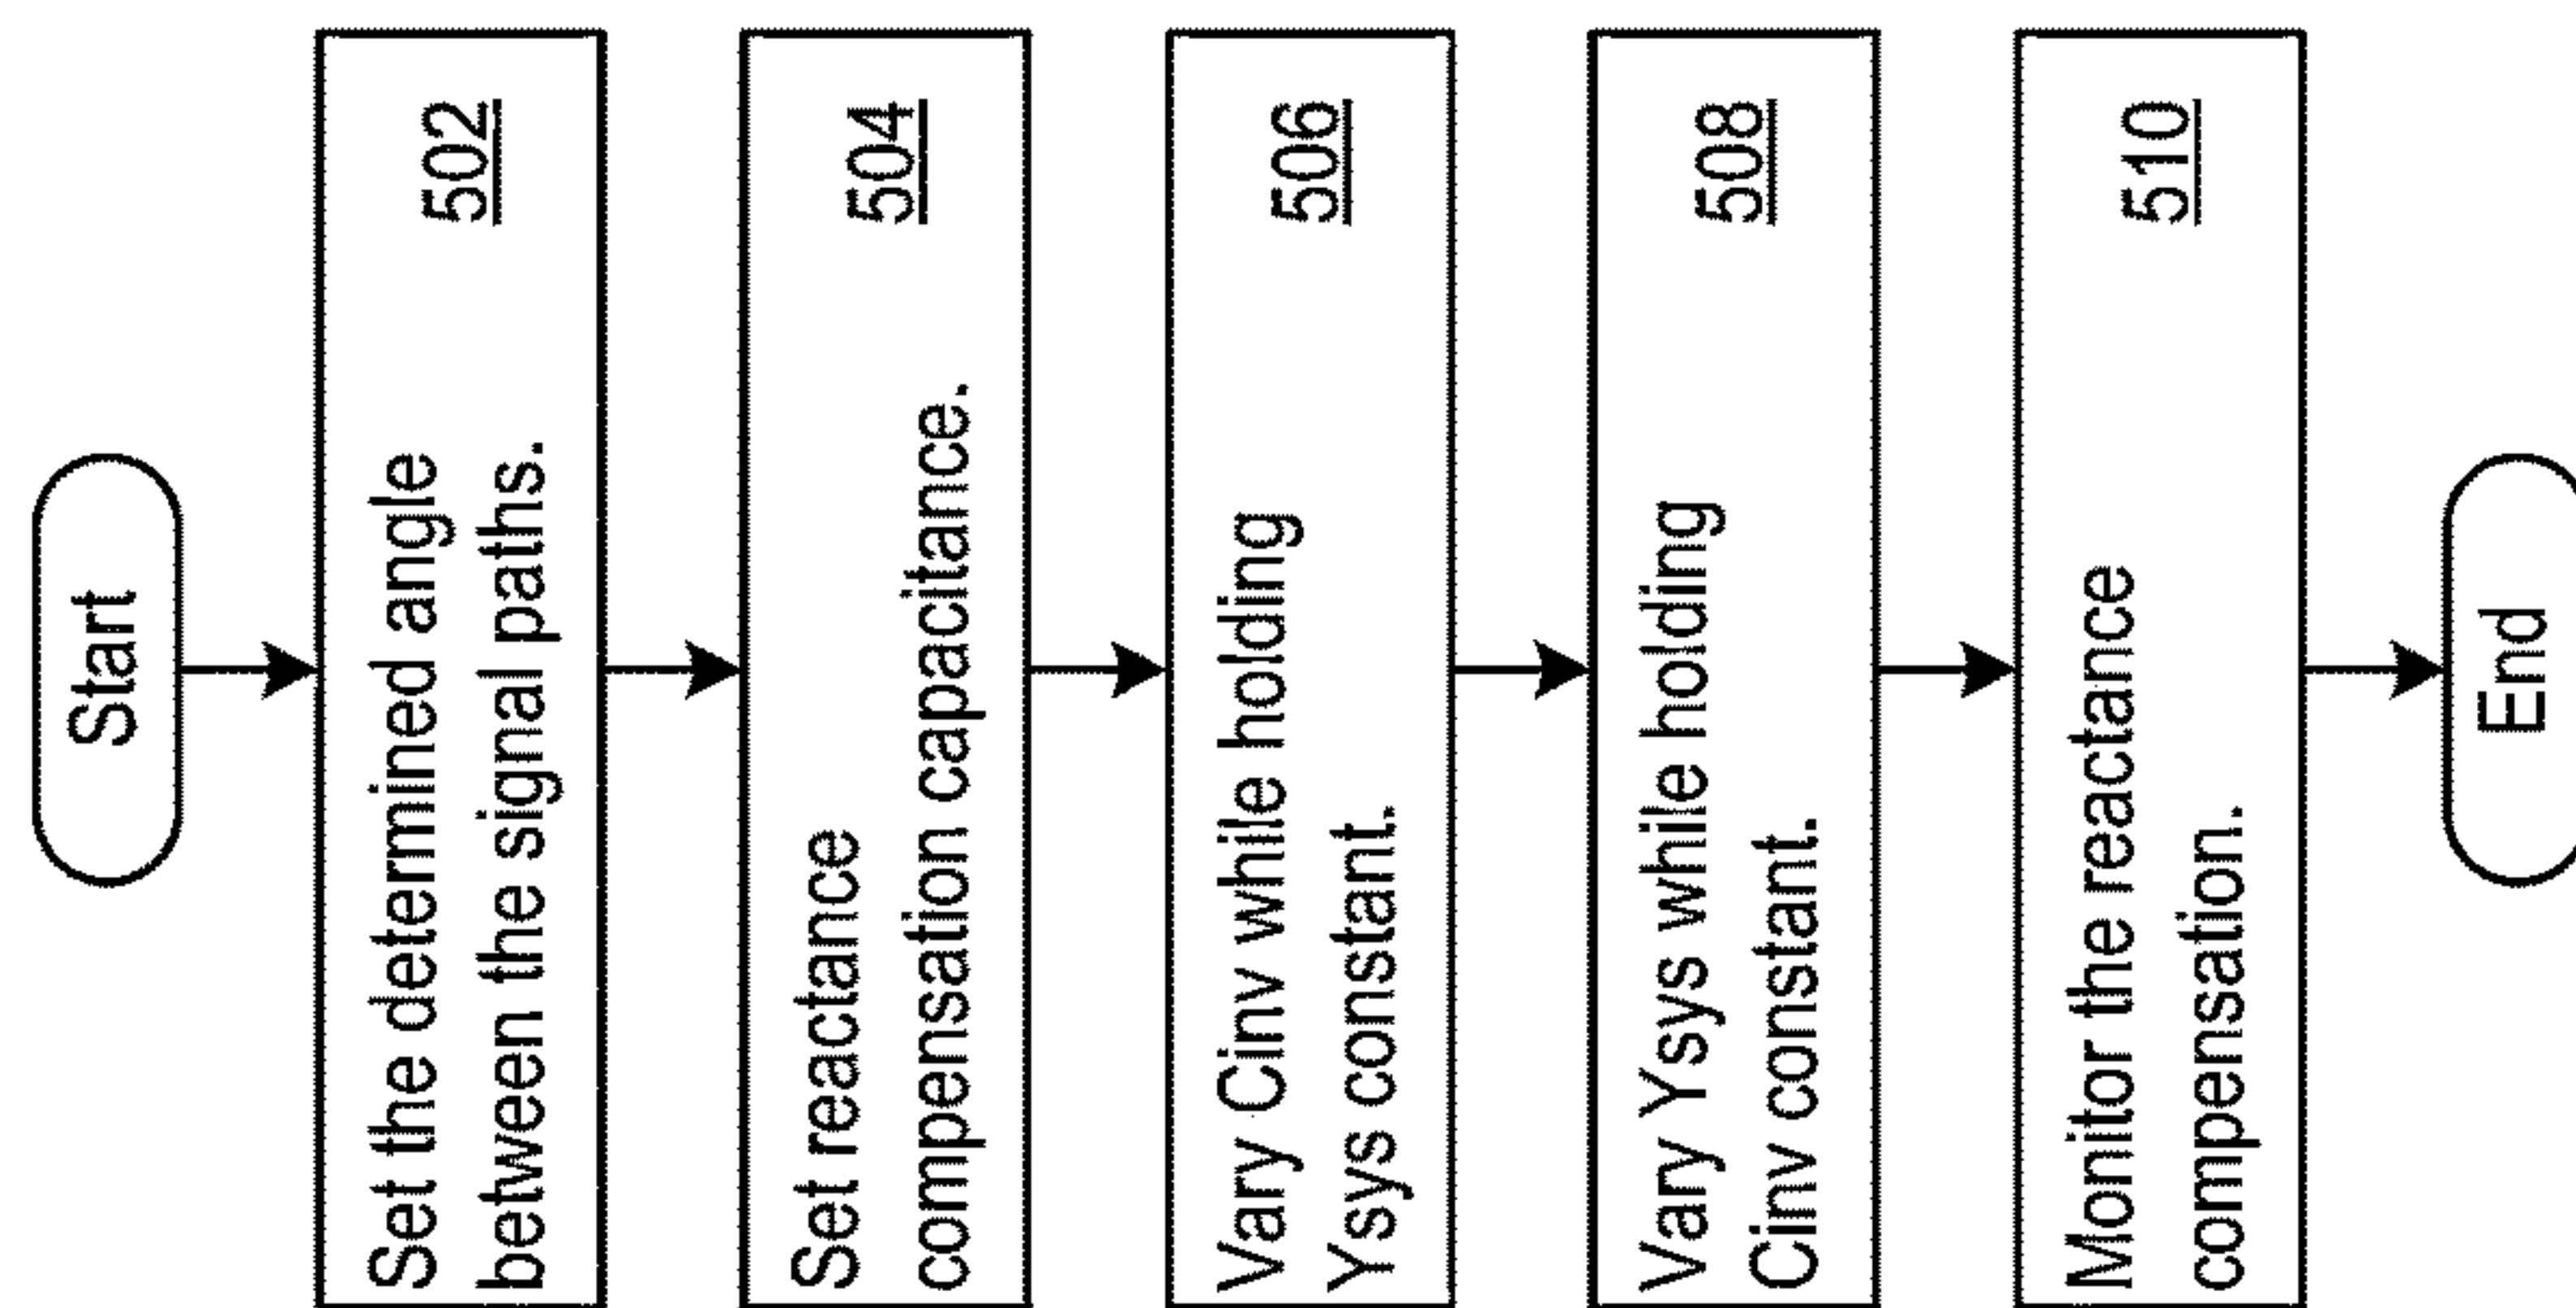 Start
Set the determined angle
between the signal paths.
502
Set reactance
compensation capacitance.
504
Vary Cinv while holding
Ysys constant.
506
Vary Ysys while holding
Cinv constant.
508
Monitor the reactance
compensation.
510
End